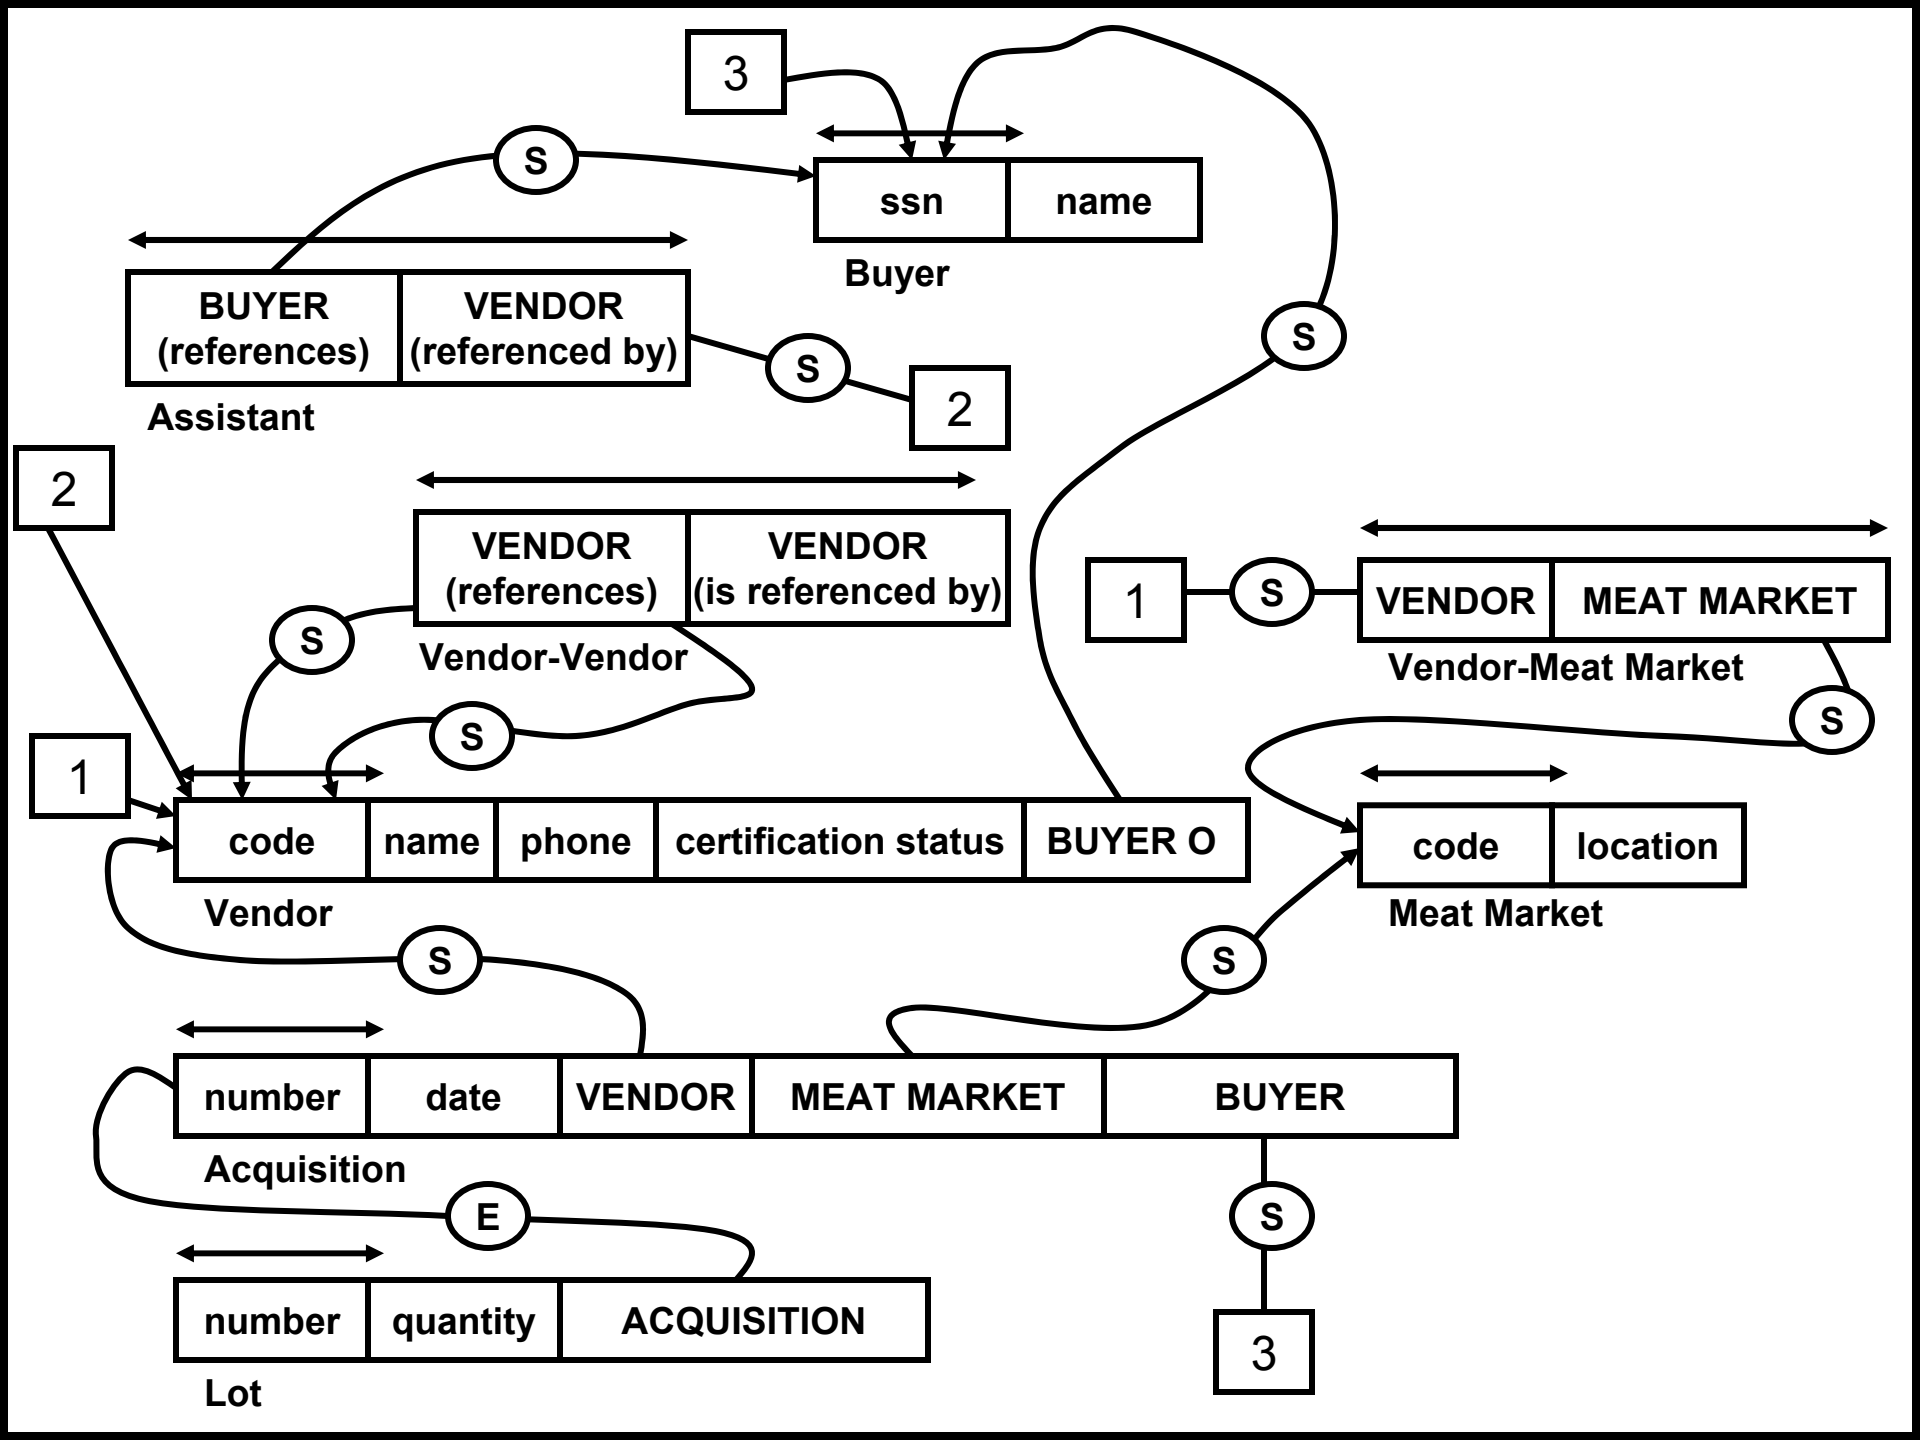 3
S
ssn name
Buyer
BUYER VENDOR
(references) (referenced by)
Assistant
S
S
2
2
VENDOR VENDOR
(references) (is referenced by)
Vendor-Vendor
S
S
1
S
VENDOR MEAT MARKET
Vendor-Meat Market
S
1
code name phone certification status BUYER O
Vendor
code location
Meat Market
S
S
number date VENDOR MEAT MARKET BUYER
Acquisition
E
S
number quantity ACQUISITION
Lot
3